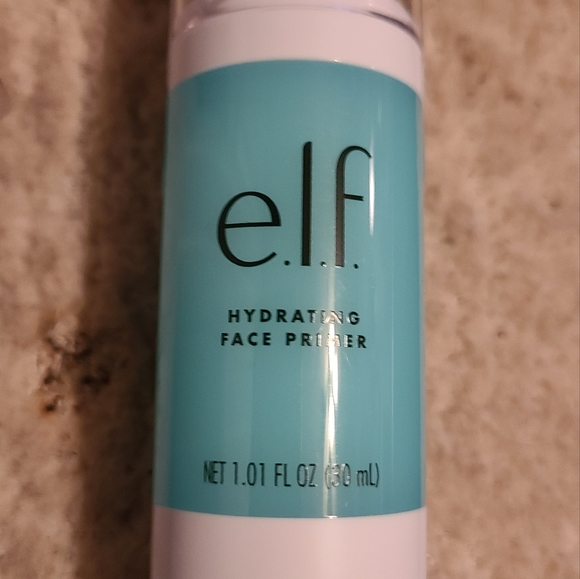 e.l.f.
HYDRATING
FACE PRIMER
NET 1.01 FL OZ (30 mL)